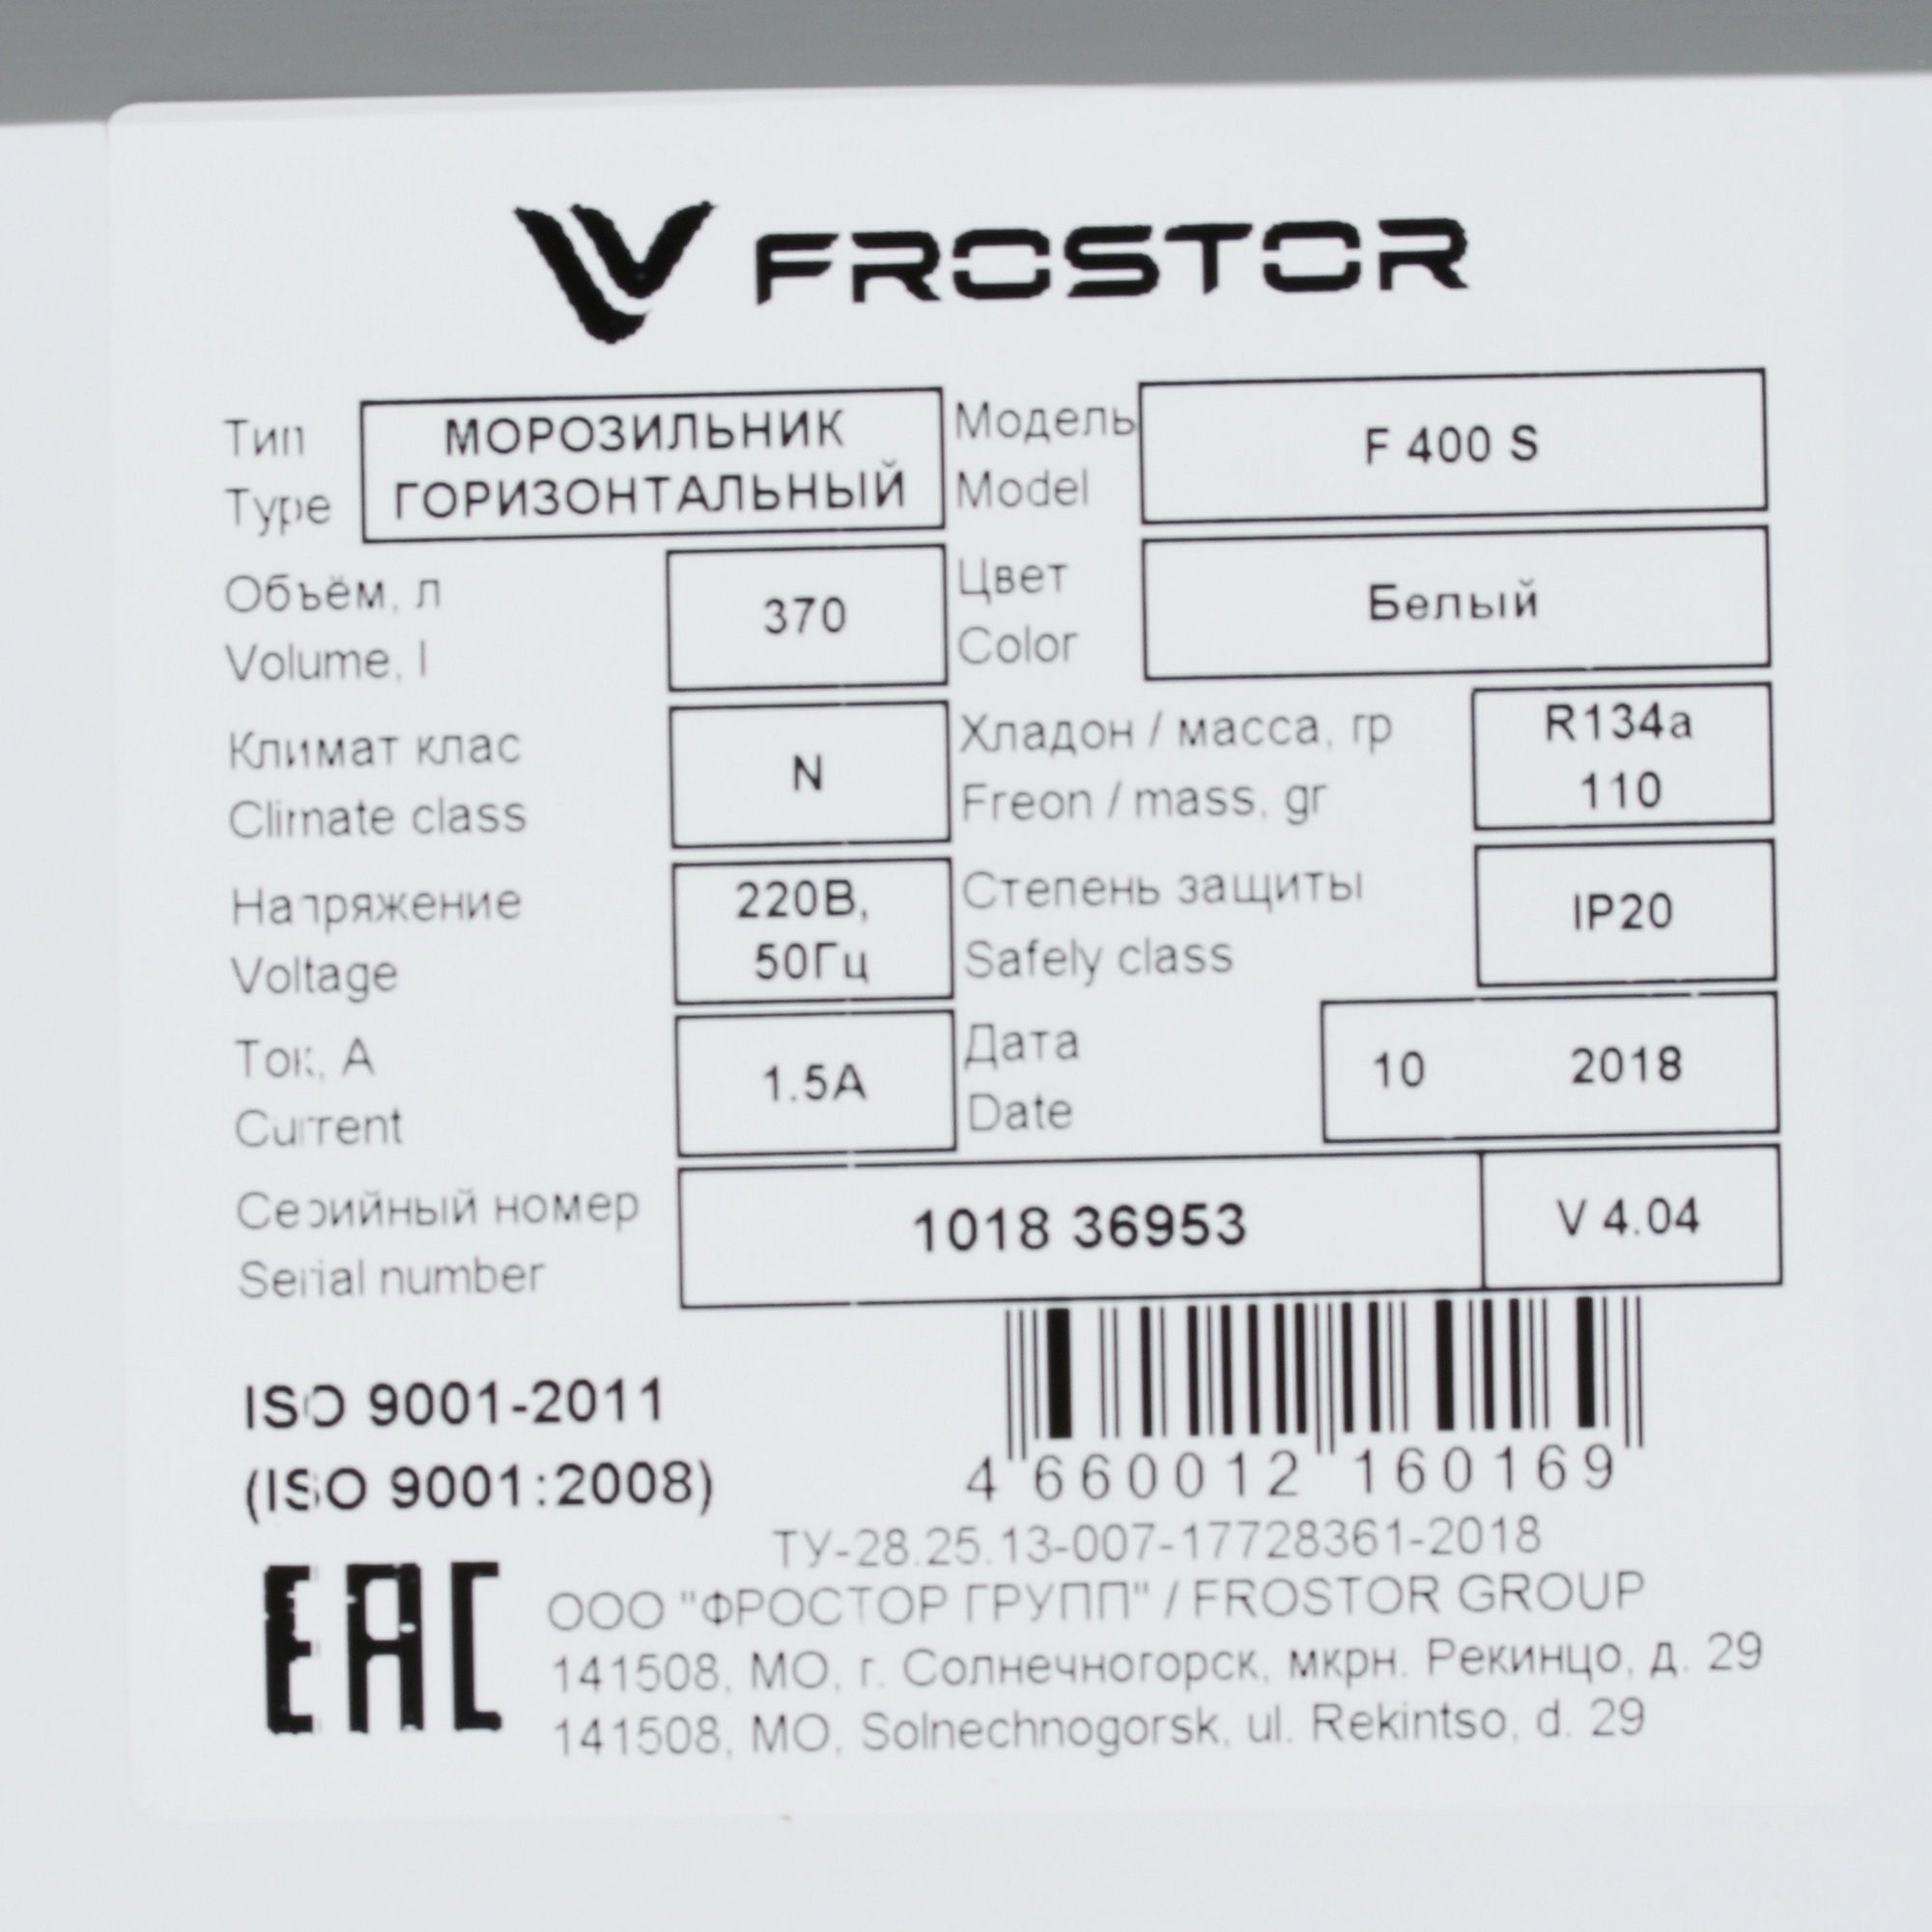 FROSTOR
Тип МОРОЗИЛЬНИК Модель F 400 S
Type ГОРИЗОНТАЛЬНЫЙ Model
Объём, л 370 Цвет Белый
Volume, l Color
Климат клас N Хладон / масса, гр R134a
Climate class Freon / mass, gr 110
Напряжение 220В, Степень защиты IP20
Voltage 50Гц Safely class
Ток, А 1.5А Дата 10 2018
Current Date
Серийный номер 1018 36953 V 4.04
Serial number
ISO 9001-2011
(ISO 9001:2008)
4 660012 160169
ТУ-28.25.13-007-17728361-2018
EAC
ООО "ФРОСТОР ГРУПП" / FROSTOR GROUP
141508, МО, г. Солнечногорск, мкрн. Рекинцо, д. 29
141508, MO, Solnechnogorsk, ul. Rekintso, d. 29